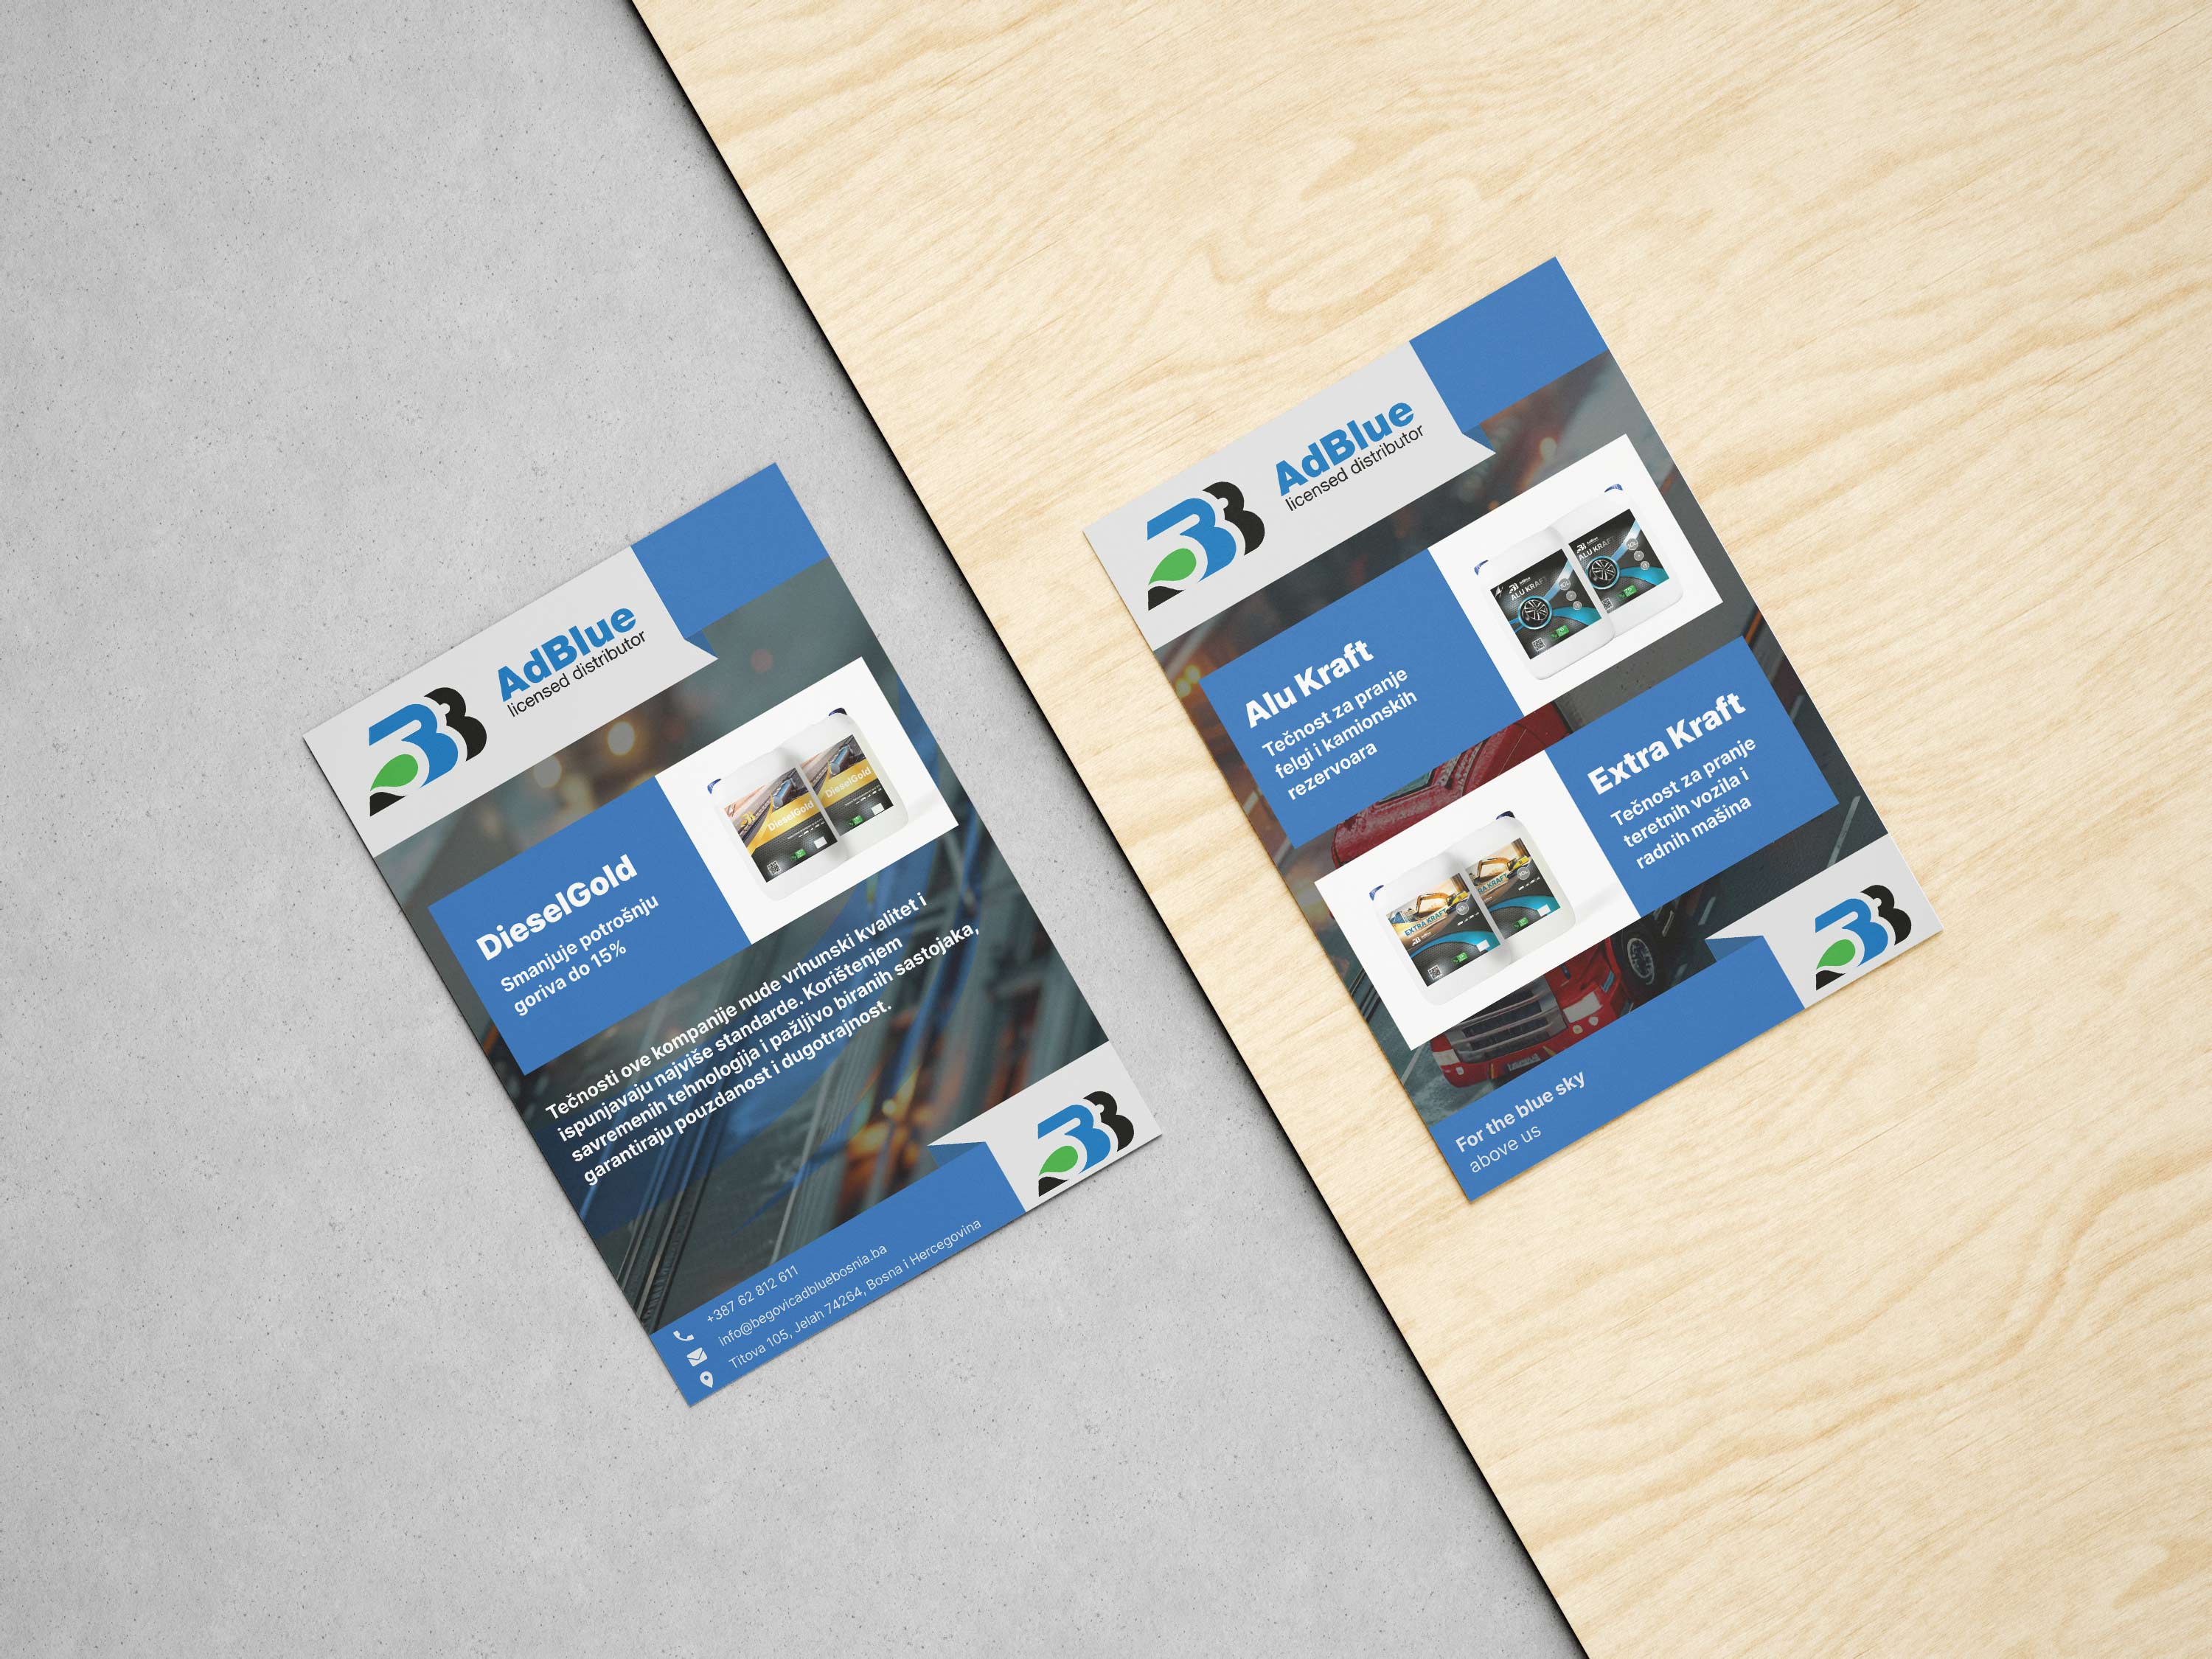 AdBlue
licensed distributor
DieselGold
Smanjuje potrošnju
goriva do 15%
DieselGold
DieselGold
Tečnosti ove kompanije nude vrhunski kvalitet i
ispunjavaju najviše standarde. Korištenjem
savremenih tehnologija i pažljivo biranih sastojaka,
garantiraju pouzdanost i dugotrajnost.
+387 62 812 611
info@begovicadbluebosnia.ba
Titova 105, Jelah 74264, Bosna i Hercegovina
AdBlue
licensed distributor
Alu Kraft
Tečnost za pranje
felgi i kamionskih
rezervoara
ALU KRAFT
ALU KRAFT
Extra Kraft
Tečnost za pranje
teretnih vozila i
radnih mašina
EXTRA KRAFT
For the blue sky
above us